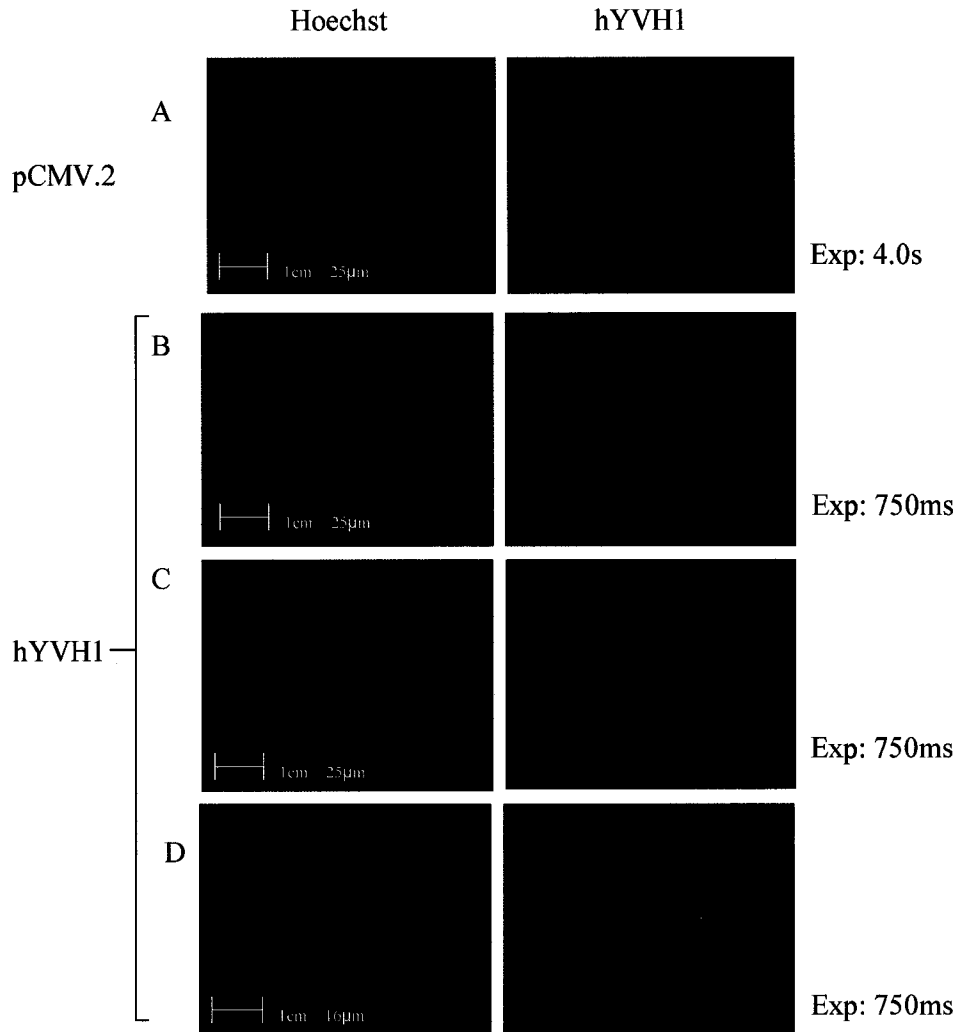 Hoechst hYVH1
A
pCMV.2
1cm 25µm
Exp: 4.0s
B
1cm 25µm
Exp: 750ms
C
hYVH1
1cm 25µm
Exp: 750ms
D
1cm 16µm
Exp: 750ms